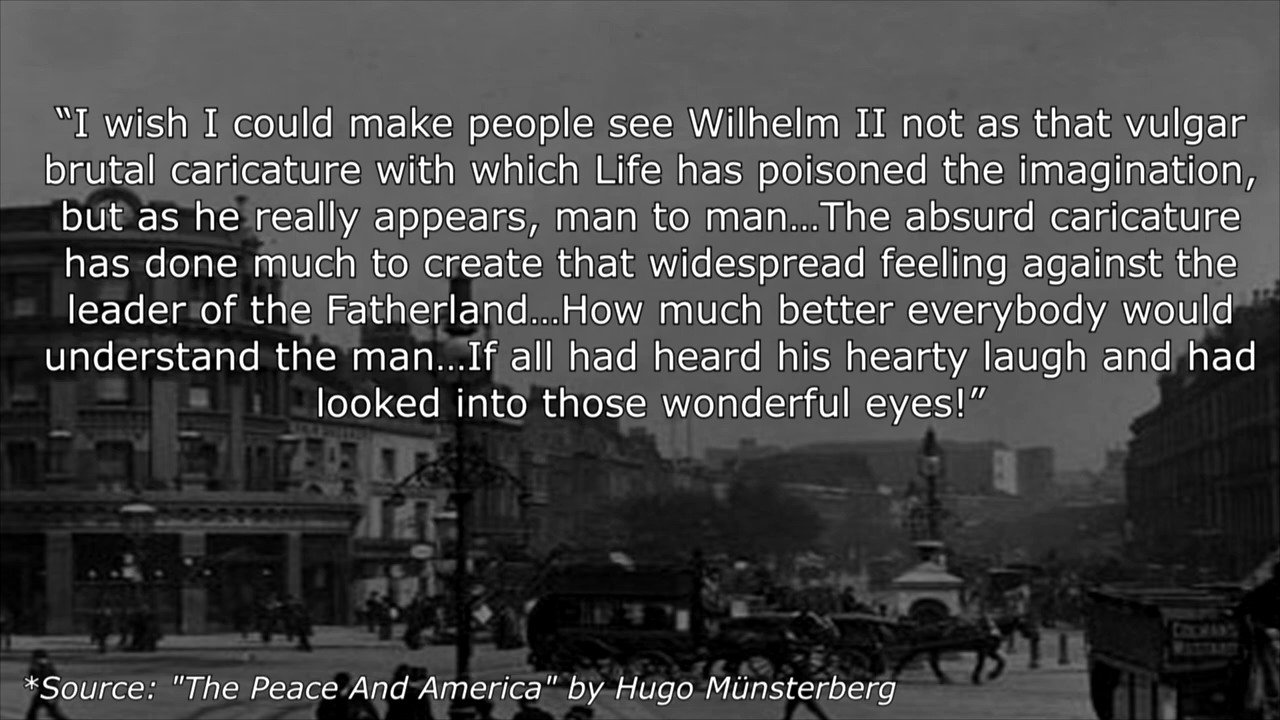 “I wish I could make people see Wilhelm II not as that vulgar
brutal caricature with which Life has poisoned the imagination,
but as he really appears, man to man...The absurd caricature
has done much to create that widespread feeling against the
leader of the Fatherland...How much better everybody would
understand the man...If all had heard his hearty laugh and had
looked into those wonderful eyes!”
*Source: "The Peace And America" by Hugo Münsterberg